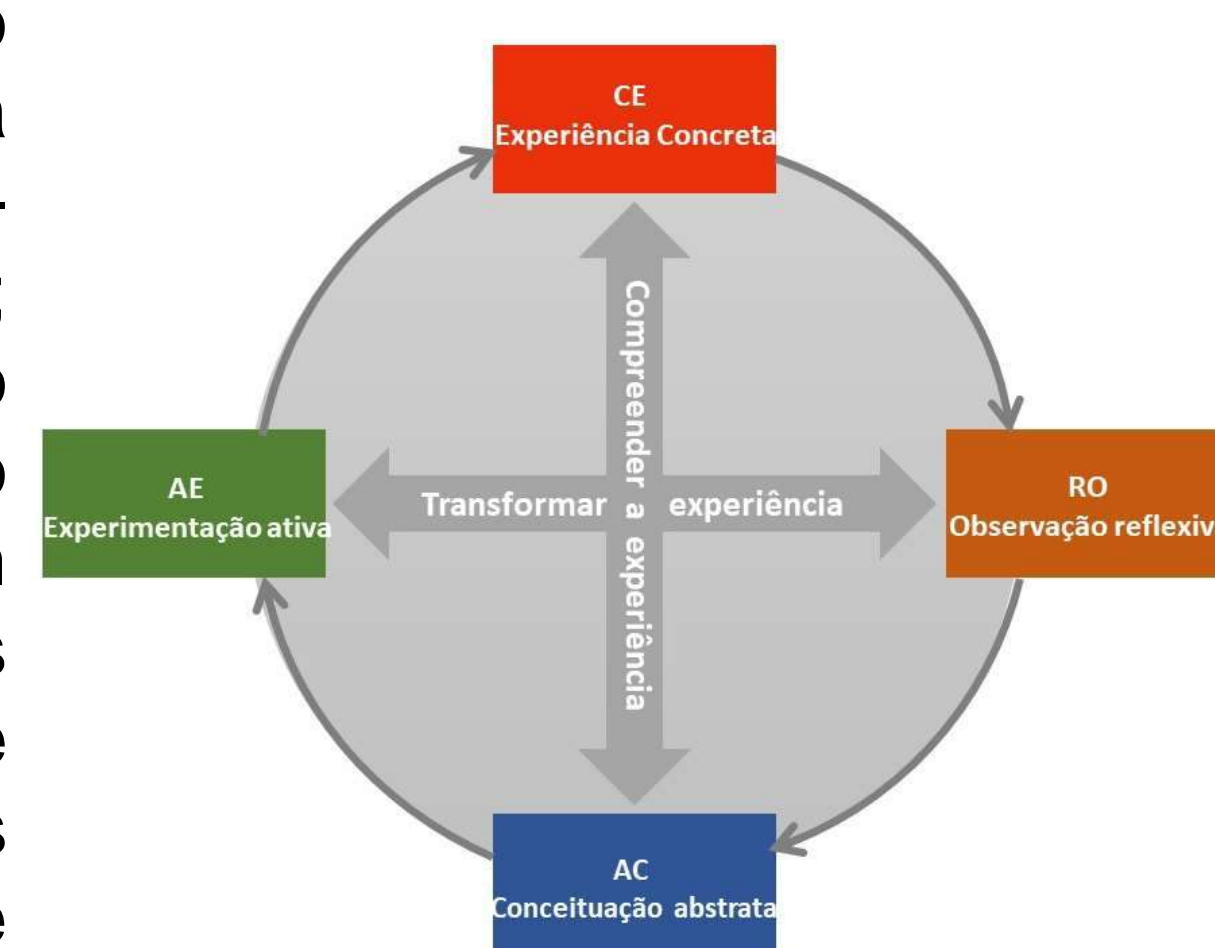 CE
Experiência Concreta
Compreender a experiência
AE
Experimentação ativa
Transformar a experiência
RO
Observação reflexiv
AC
Conceituação abstrata